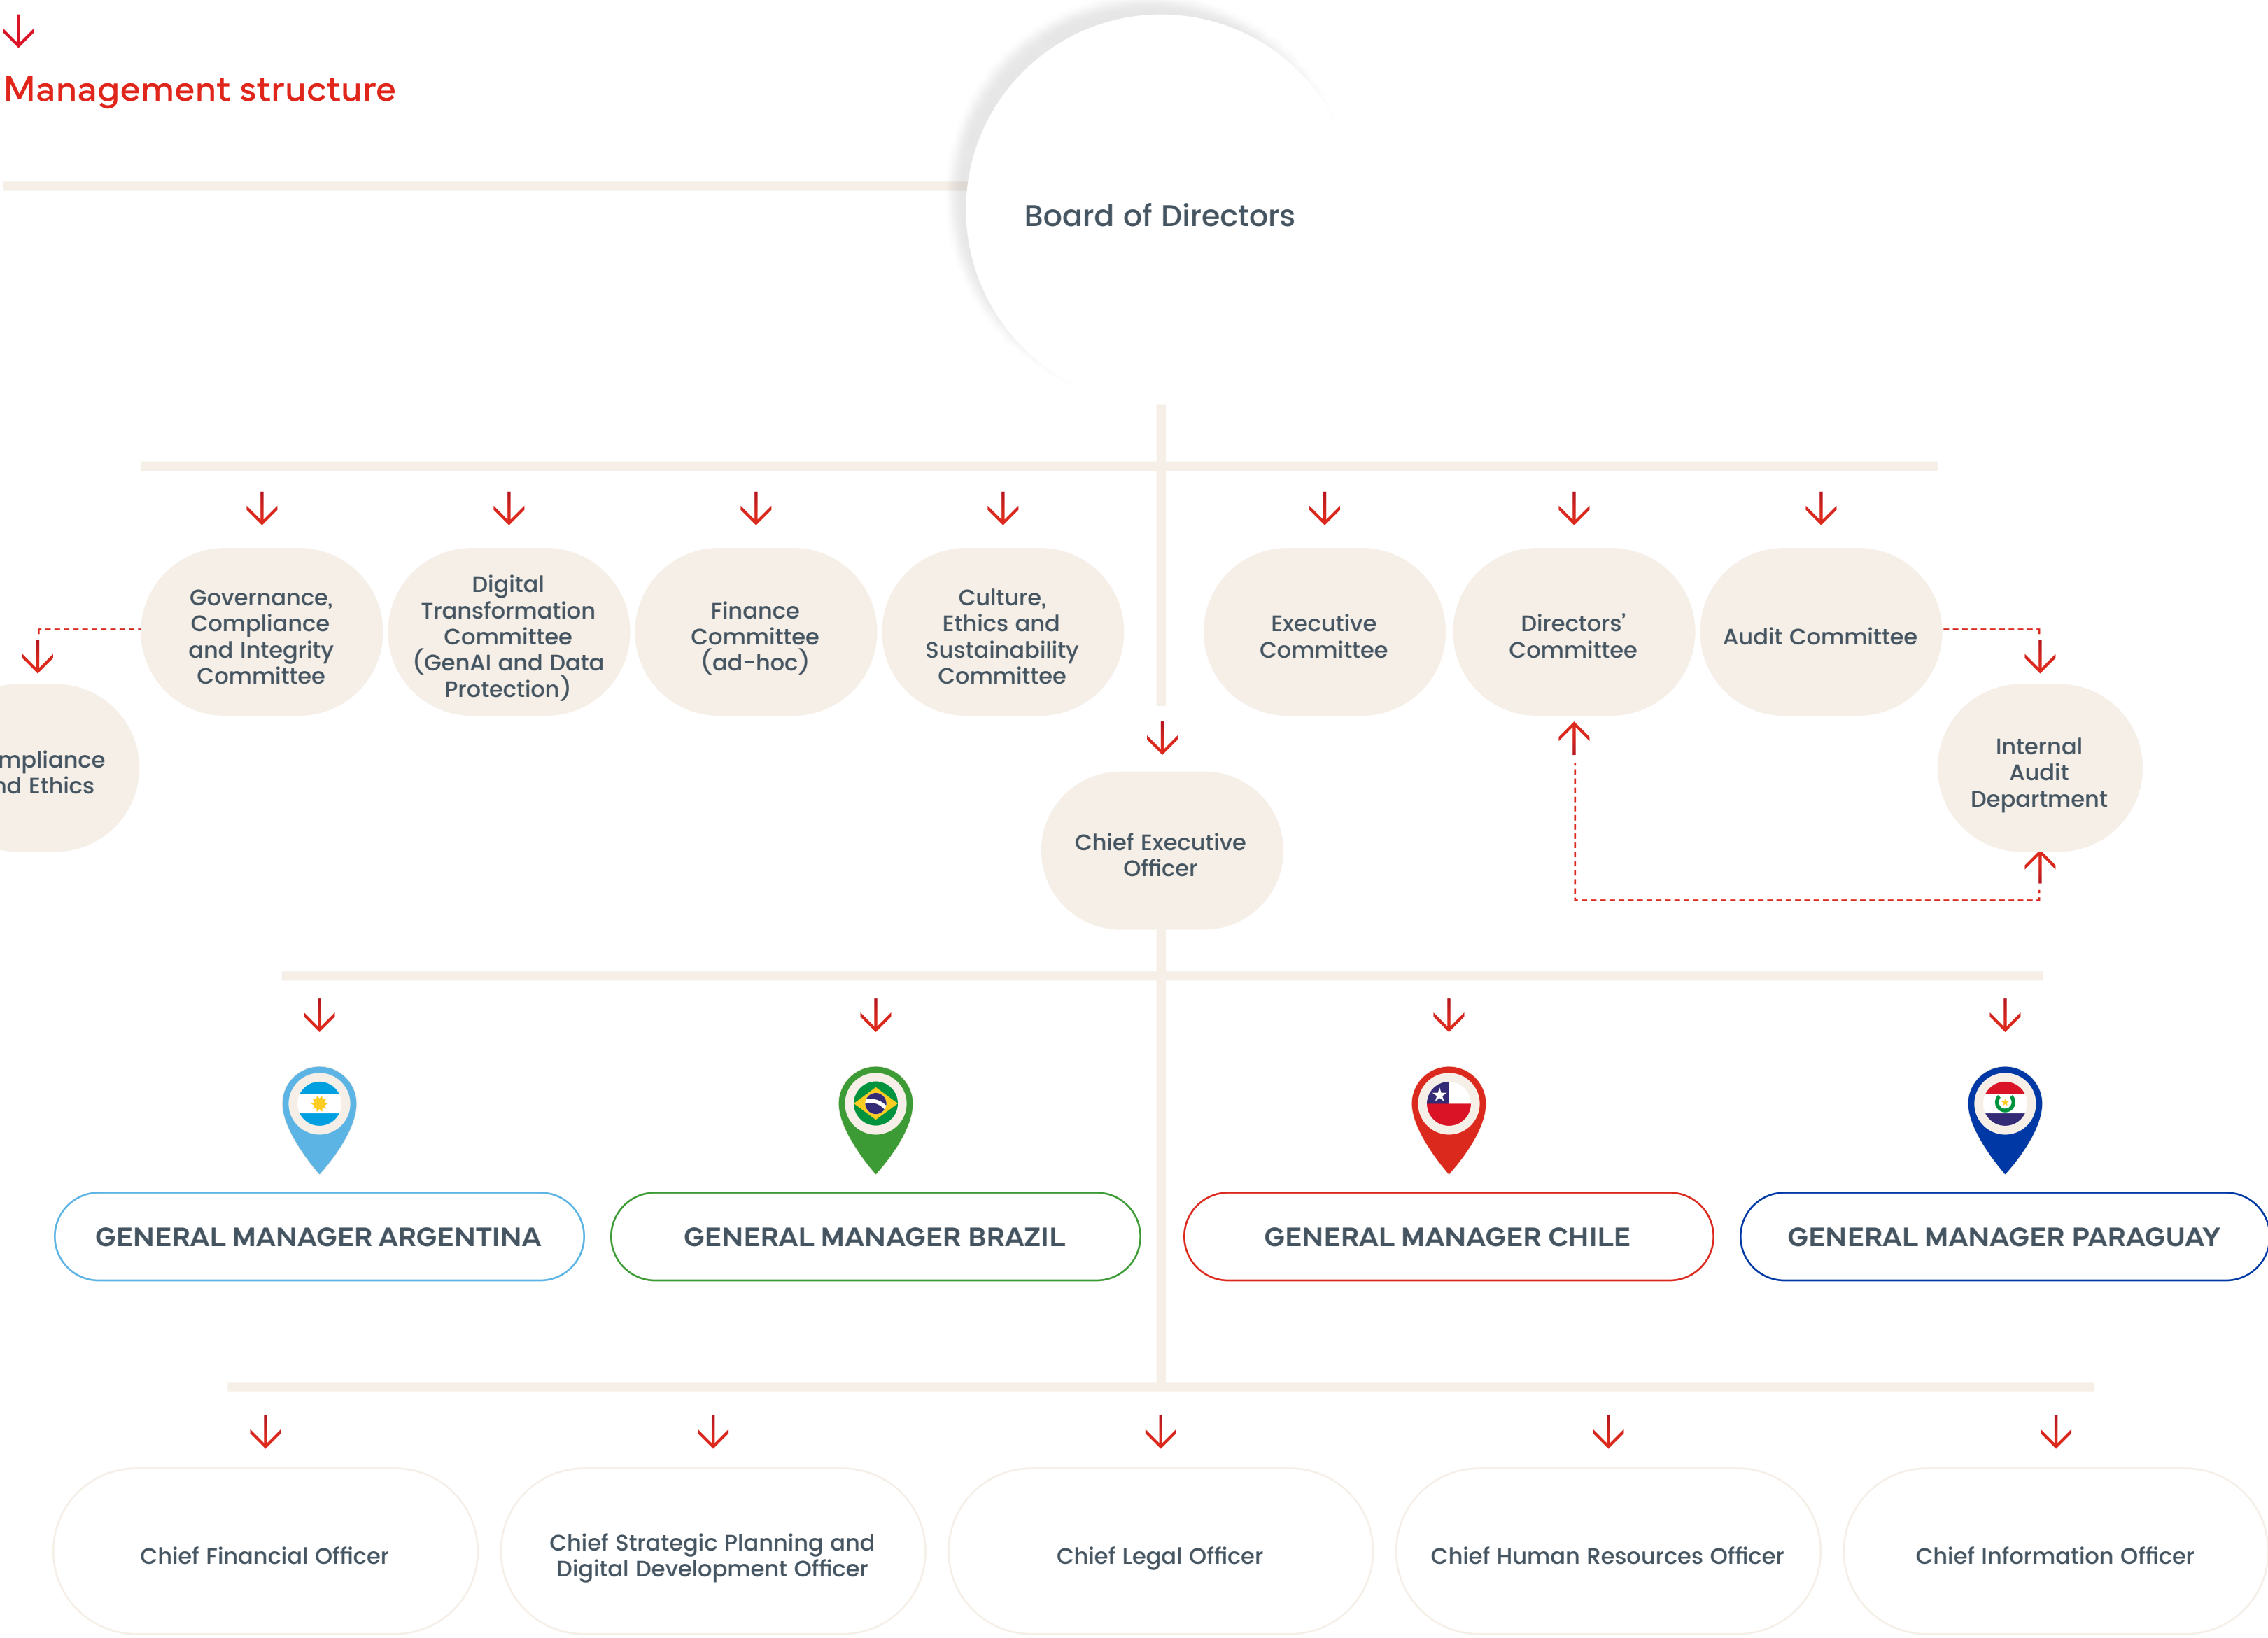 Management structure
Board of Directors
Governance,
Compliance
and Integrity
Committee
Digital
Transformation
Committee
(GenAI and Data
Protection)
Finance
Committee
(ad-hoc)
Culture,
Ethics and
Sustainability
Committee
Executive
Committee
Directors’
Committee
Audit Committee
mpliance
nd Ethics
Internal
Audit
Department
Chief Executive
Officer
GENERAL MANAGER ARGENTINA
GENERAL MANAGER BRAZIL
GENERAL MANAGER CHILE
GENERAL MANAGER PARAGUAY
Chief Financial Officer
Chief Strategic Planning and
Digital Development Officer
Chief Legal Officer
Chief Human Resources Officer
Chief Information Officer